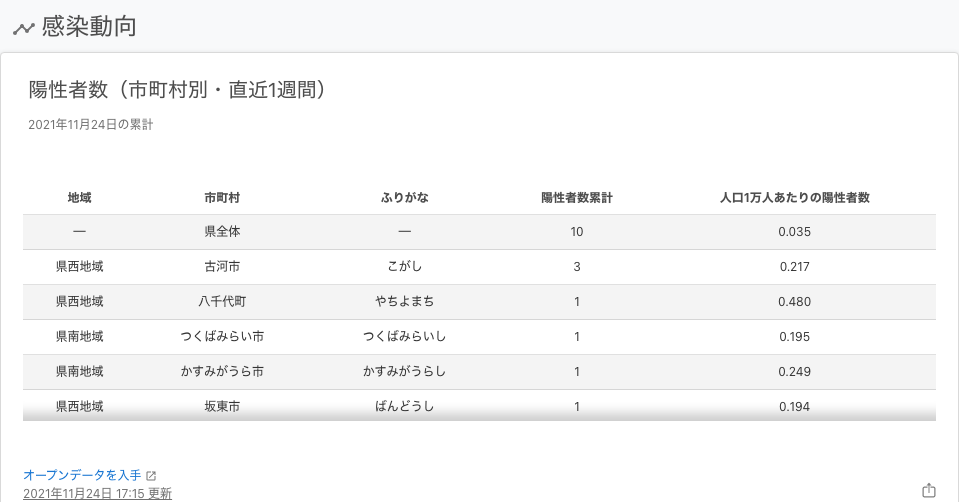 感染動向
陽性者数（市町村別・直近1週間）
2021年11月24日の累計
地域 市町村 ふりがな 陽性者数累計 人口1万人あたりの陽性者数
— 県全体 — 10 0.035
県西地域 古河市 こがし 3 0.217
県西地域 八千代町 やちよまち 1 0.480
県南地域 つくばみらい市 つくばみらいし 1 0.195
県南地域 かすみがうら市 かすみがうらし 1 0.249
県西地域 坂東市 ばんどうし 1 0.194
オープンデータを入手
2021年11月24日 17:15 更新